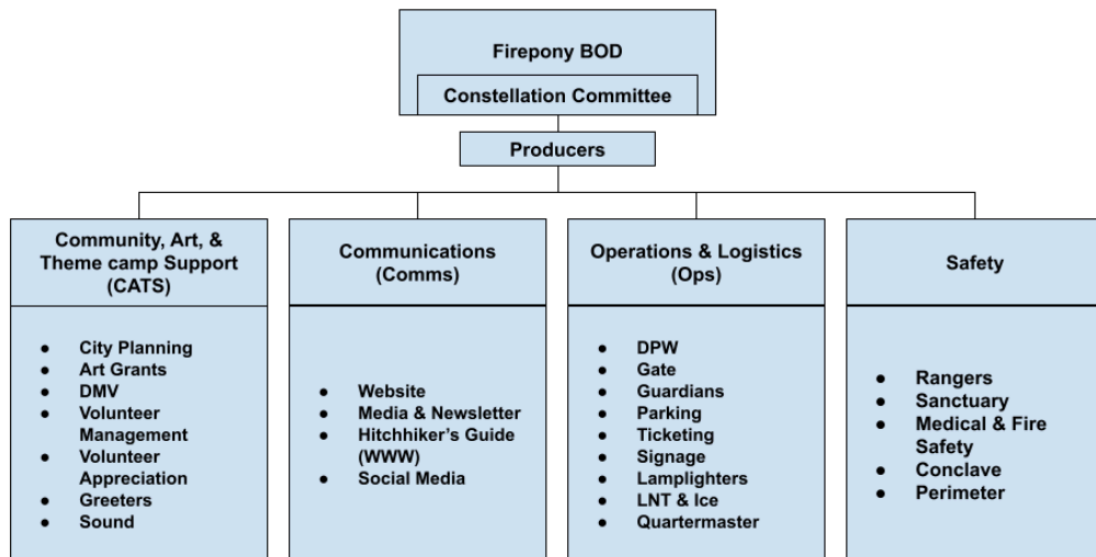 Firepony BOD
Constellation Committee
Producers
Community, Art, &
Theme camp Support
(CATS)
● City Planning
● Art Grants
● DMV
● Volunteer
Management
● Volunteer
Appreciation
● Greeters
● Sound
Communications
(Comms)
● Website
● Media & Newsletter
● Hitchhiker’s Guide
(WWW)
● Social Media
Operations & Logistics
(Ops)
● DPW
● Gate
● Guardians
● Parking
● Ticketing
● Signage
● Lamplighters
● LNT & Ice
● Quartermaster
Safety
● Rangers
● Sanctuary
● Medical & Fire
Safety
● Conclave
● Perimeter